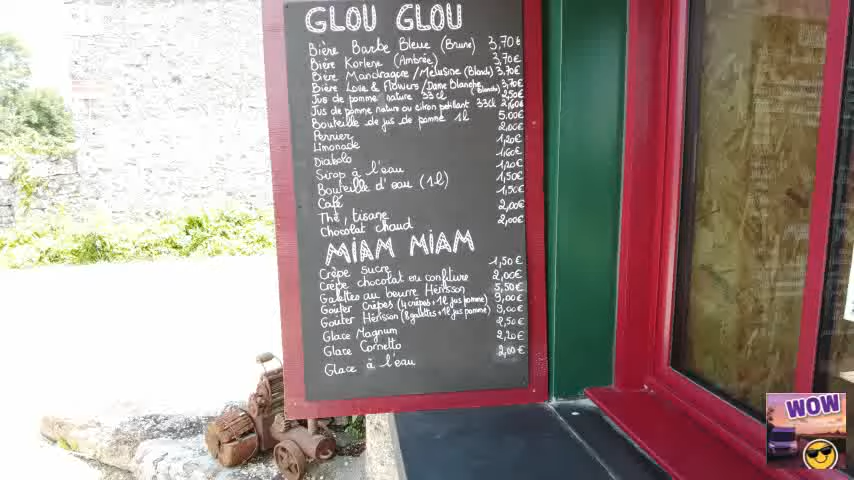 GLOU GLOU
Bière Barbe Bleue (Brune) 3,70€
Bière Korlene (Ambrée) 3,70€
Bière Mandragore / Mélusine (Blonde) 3,70€
Bière Love & Flowers / Dame Blanche (Blanche) 3,70€
Jus de pomme nature 33cl 2,50€
Jus de pomme nature ou citron pétillant 33cl 2,60€
Bouteille de jus de pomme 1l 5,00€
Perrier 2,00€
Limonade 1,20€
Diabolo 1,60€
Sirop à l'eau 1,20€
Bouteille d'eau (1l) 1,50€
Café 1,50€
Thé, tisane 2,00€
Chocolat chaud 2,00€
MIAM MIAM
Crêpe sucre 1,50€
Crêpe chocolat ou confiture 2,00€
Galettes au beurre Hérisson 5,50€
Goûter Crêpes (4 crêpes + 1l jus pomme) 9,00€
Goûter Hérisson (8 galettes + 1l jus pomme) 9,00€
Glace Magnum 2,50€
Glace Cornetto 2,20€
Glace à l'eau 2,00€
WOW